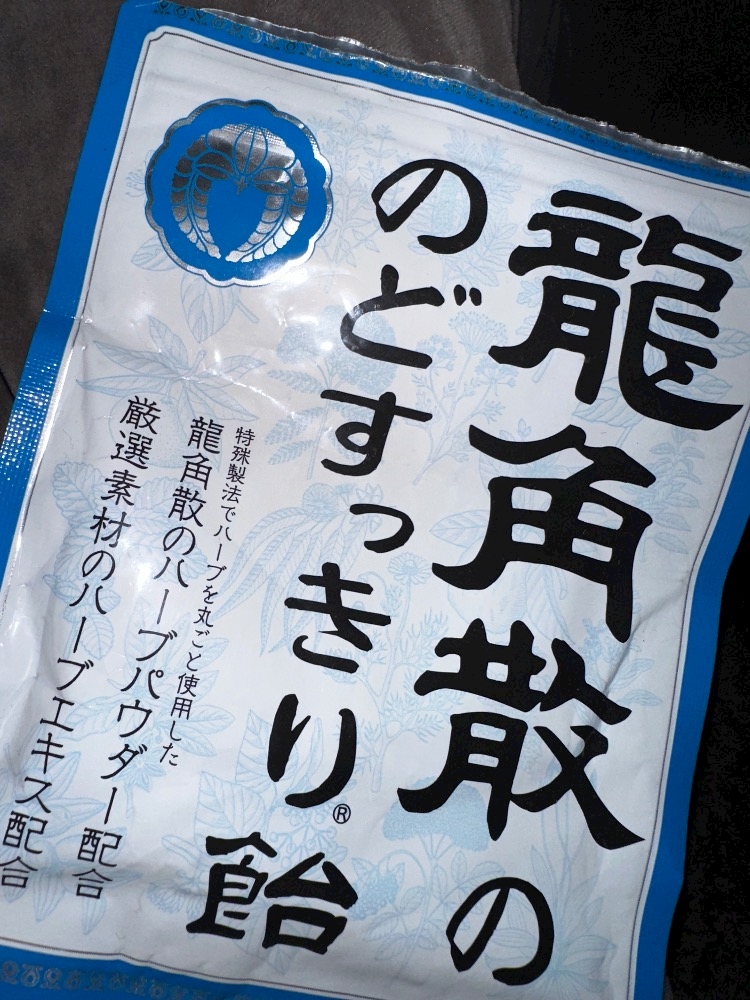 龍角散の
のどすっきり®飴
特殊製法でハーブを丸ごと使用した
龍角散のハーブパウダー配合
厳選素材のハーブエキス配合